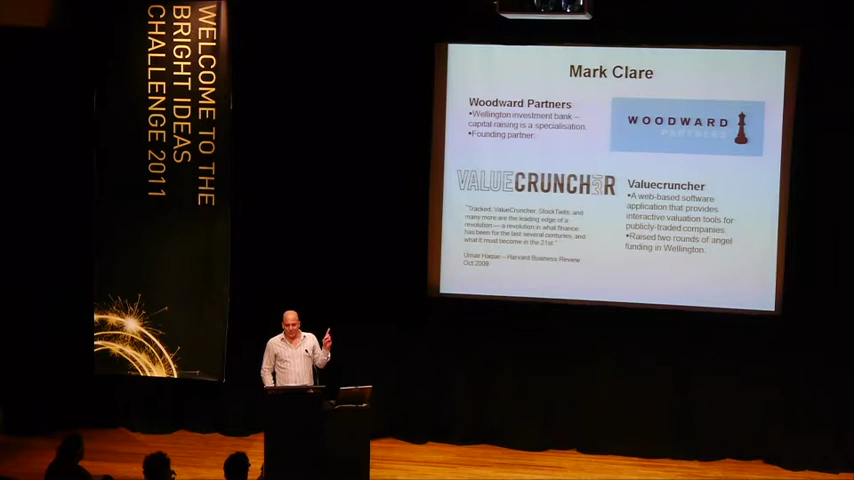 WELCOME TO THE
BRIGHT IDEAS
CHALLENGE 2011
Mark Clare
Woodward Partners
•Wellington investment bank –
capital raising is a specialisation.
•Founding partner.
WOODWARD
PARTNERS
VALUECRUNCHER
Valuecruncher
•A web-based software
application that provides
interactive valuation tools for
publicly-traded companies.
•Raised two rounds of angel
funding in Wellington.
"Tracked, ValueCruncher, StockTwits, and
many more are the leading edge of a
revolution — a revolution in what finance
has been for the last several centuries, and
what it must become in the 21st."
Umair Haque – Harvard Business Review
Oct 2009